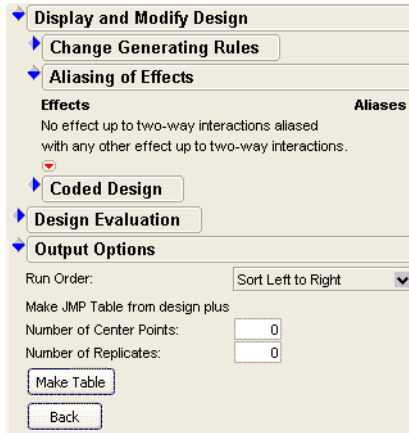 Display and Modify Design
Change Generating Rules
Aliasing of Effects
Effects Aliases
No effect up to two-way interactions aliased
with any other effect up to two-way interactions.
Coded Design
Design Evaluation
Output Options
Run Order: Sort Left to Right
Make JMP Table from design plus
Number of Center Points: 0
Number of Replicates: 0
Make Table
Back